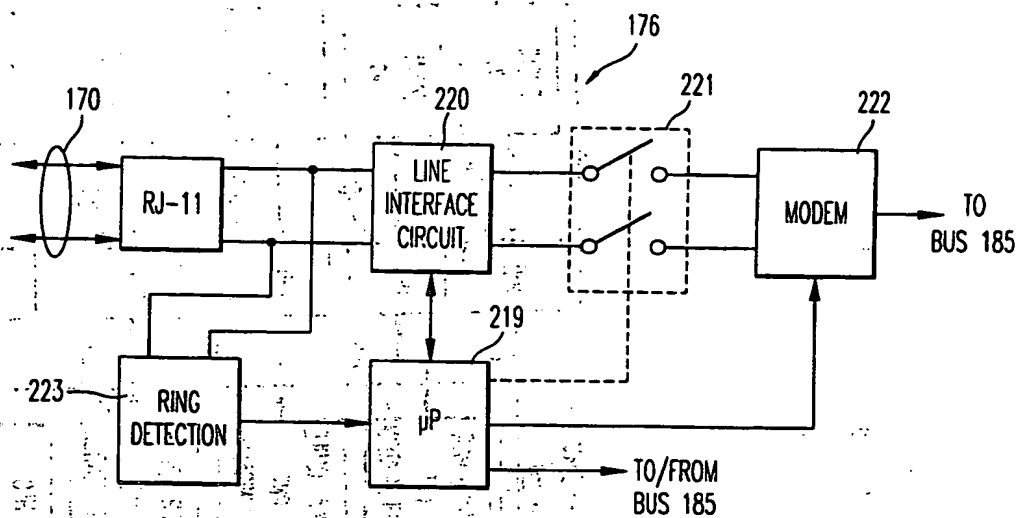 176
170
220
221
222
RJ-11
LINE
INTERFACE
CIRCUIT
MODEM
TO
BUS 185
219
223
RING
DETECTION
μP
TO/FROM
BUS 185